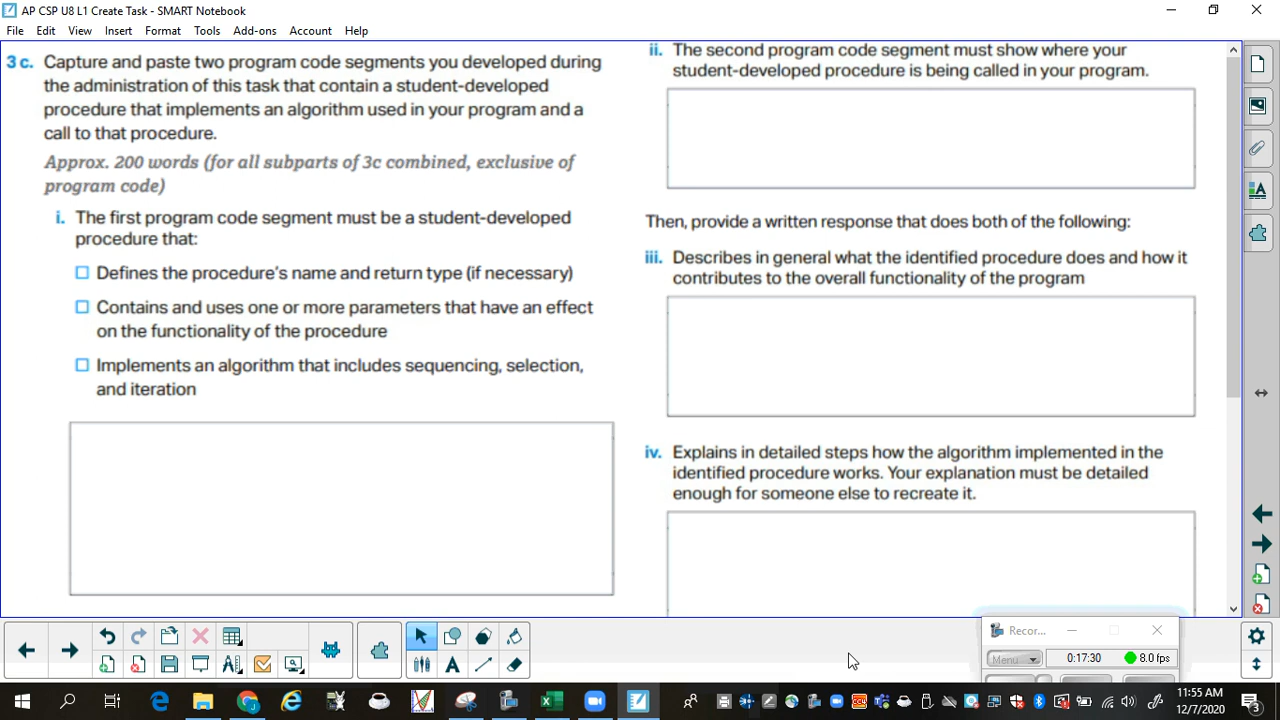 AP CSP U8 L1 Create Task - SMART Notebook
File Edit View Insert Format Tools Add-ons Account Help
3 c. Capture and paste two program code segments you developed during
the administration of this task that contain a student-developed
procedure that implements an algorithm used in your program and a
call to that procedure.
Approx. 200 words (for all subparts of 3c combined, exclusive of
program code)
i. The first program code segment must be a student-developed
procedure that:
Defines the procedure's name and return type (if necessary)
Contains and uses one or more parameters that have an effect
on the functionality of the procedure
Implements an algorithm that includes sequencing, selection,
and iteration
ii. The second program code segment must show where your
student-developed procedure is being called in your program.
Then, provide a written response that does both of the following:
iii. Describes in general what the identified procedure does and how it
contributes to the overall functionality of the program
iv. Explains in detailed steps how the algorithm implemented in the
identified procedure works. Your explanation must be detailed
enough for someone else to recreate it.
Recor...
Menu 0:17:30 8.0 fps
11:55 AM
12/7/2020
3